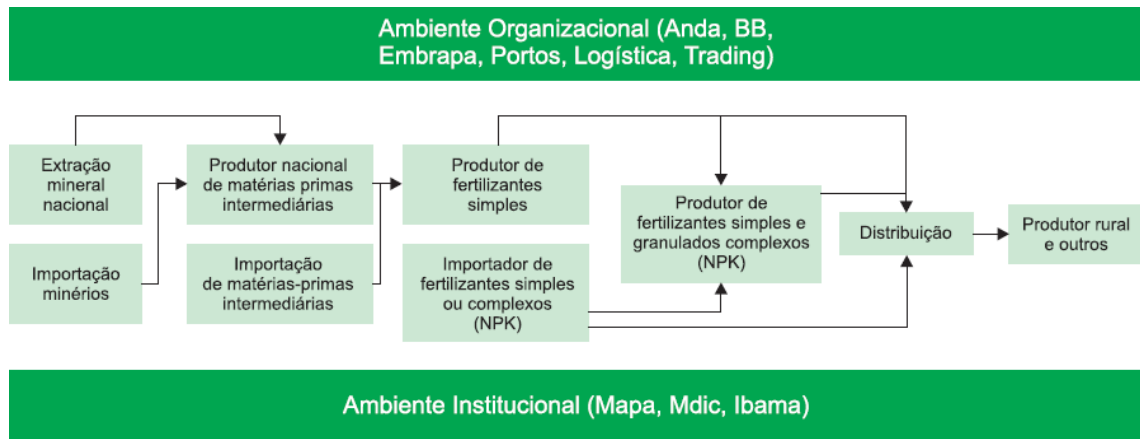 Ambiente Organizacional (Anda, BB,
Embrapa, Portos, Logística, Trading)
Extração
mineral
nacional
Produtor nacional
de matérias primas
intermediárias
Produtor de
fertilizantes
simples
Produtor de
fertilizantes simples e
granulados complexos
(NPK)
Distribuição
Produtor rural
e outros
Importação
minérios
Importação
de matérias-primas
intermediárias
Importador de
fertilizantes simples
ou complexos
(NPK)
Ambiente Institucional (Mapa, Mdic, Ibama)